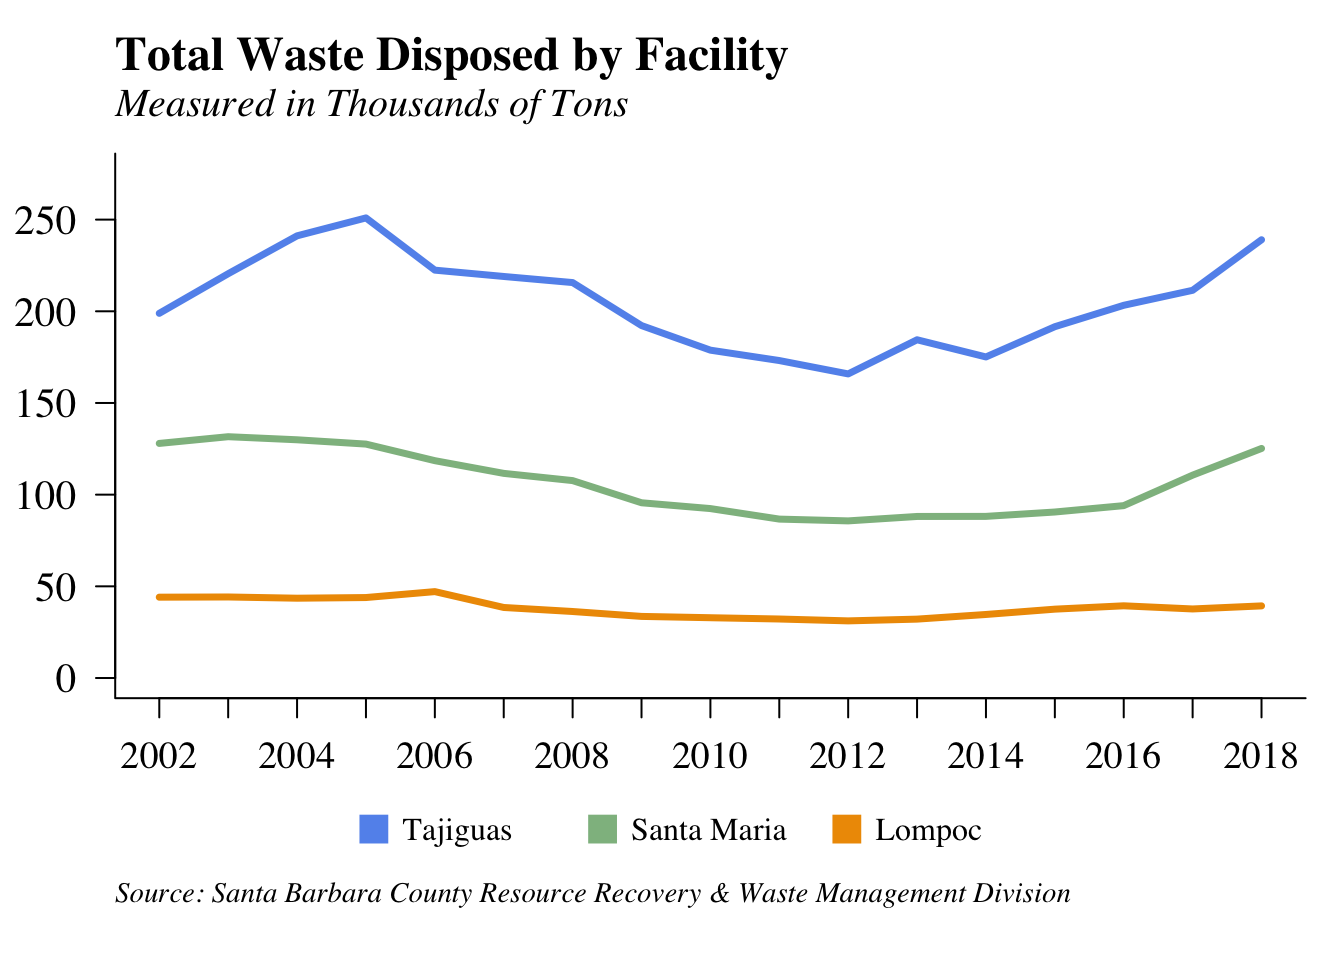 Total Waste Disposed by Facility
Measured in Thousands of Tons
250
200
150
100
50
0
2002 2004 2006 2008 2010 2012 2014 2016 2018
Tajiguas Santa Maria Lompoc
Source: Santa Barbara County Resource Recovery & Waste Management Division